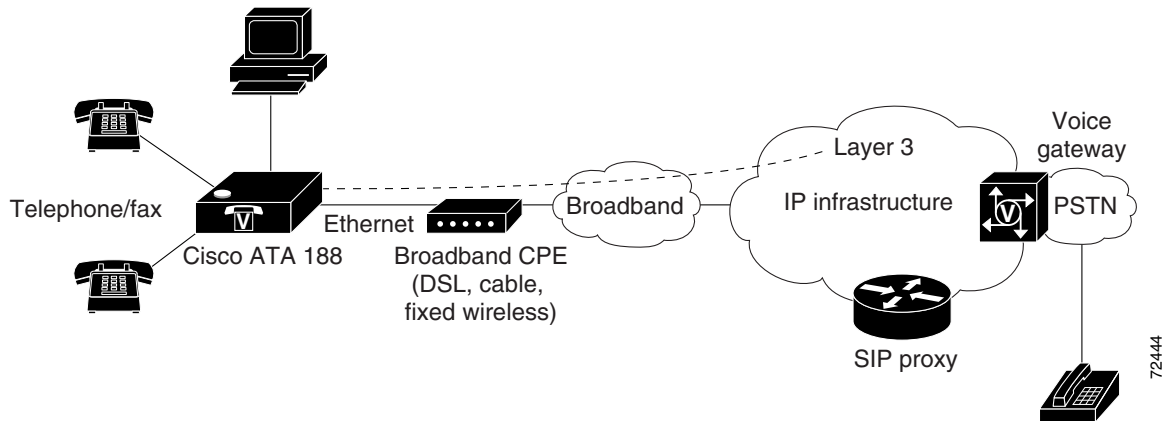 Telephone/fax
V
Cisco ATA 188
Ethernet
Broadband CPE
(DSL, cable,
fixed wireless)
Broadband
Layer 3
IP infrastructure
SIP proxy
Voice
gateway
V
PSTN
72444